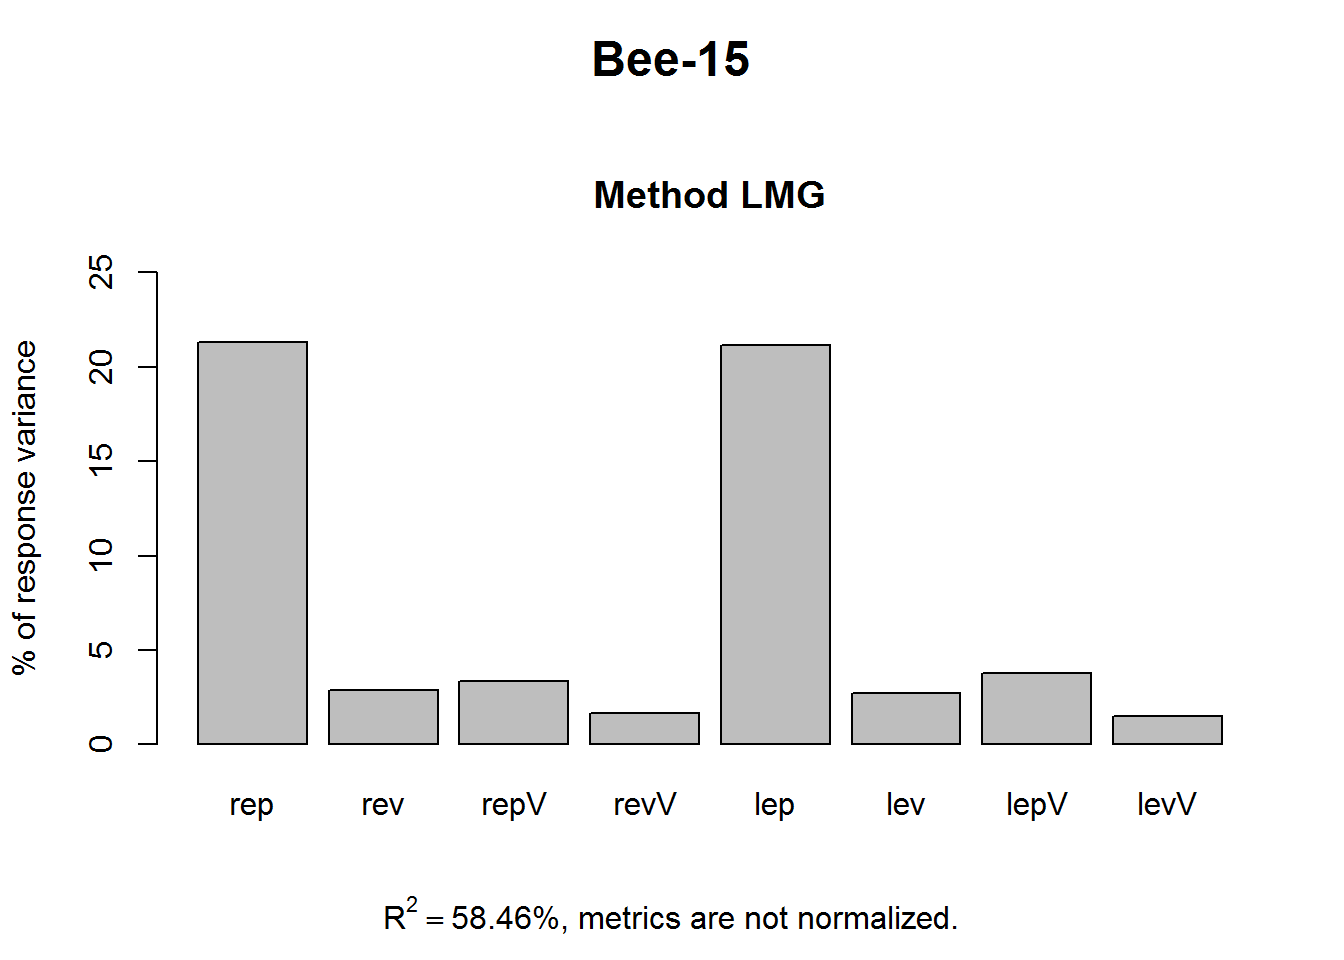 Bee-15
Method LMG
% of response variance
25
20
15
10
5
0
rep rev repV revV lep lev lepV levV
R² = 58.46%, metrics are not normalized.